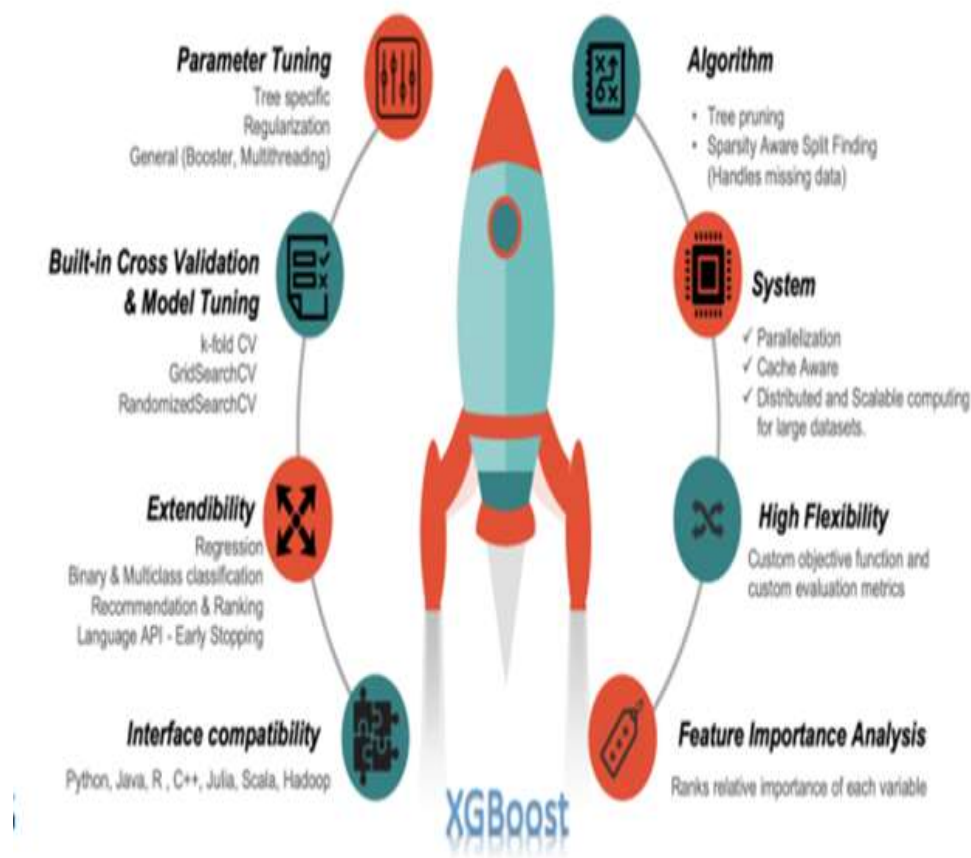 Parameter Tuning
Tree specific
Regularization
General (Booster, Multithreading)
Built-in Cross Validation
& Model Tuning
k-fold CV
GridSearchCV
RandomizedSearchCV
Extendibility
Regression
Binary & Multiclass classification
Recommendation & Ranking
Language API - Early Stopping
Interface compatibility
Python, Java, R , C++, Julia, Scala, Hadoop
Algorithm
• Tree pruning
• Sparsity Aware Split Finding
(Handles missing data)
System
✓ Parallelization
✓ Cache Aware
✓ Distributed and Scalable computing
for large datasets.
High Flexibility
Custom objective function and
custom evaluation metrics
Feature Importance Analysis
Ranks relative importance of each variable
XGBoost